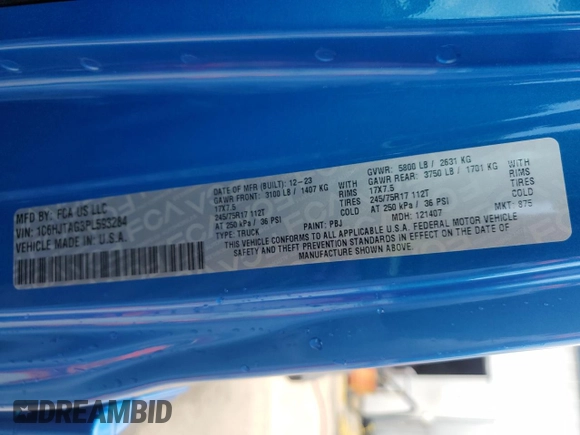 MFD BY: FCA US LLC
VIN: 1C6HJTAG3PL563284
VEHICLE MADE IN: U.S.A.
DATE OF MFR (BUILT): 12-23
GAWR FRONT: 3100 LB / 1407 KG WITH
17X7.5 RIMS
245/75R17 112T TIRES
AT 250 kPa / 36 PSI COLD
TYPE: TRUCK PAINT: PBJ
GVWR: 5800 LB / 2631 KG
GAWR REAR: 3750 LB / 1701 KG WITH
17X7.5 RIMS
245/75R17 112T TIRES
AT 250 kPa / 36 PSI COLD
MDH: 121407 MKT: 875
THIS VEHICLE CONFORMS TO ALL APPLICABLE U.S.A. FEDERAL MOTOR VEHICLE
SAFETY AND THEFT PREVENTION STANDARDS IN EFFECT ON THE DATE OF
MANUFACTURE SHOWN ABOVE.
DREAMBID